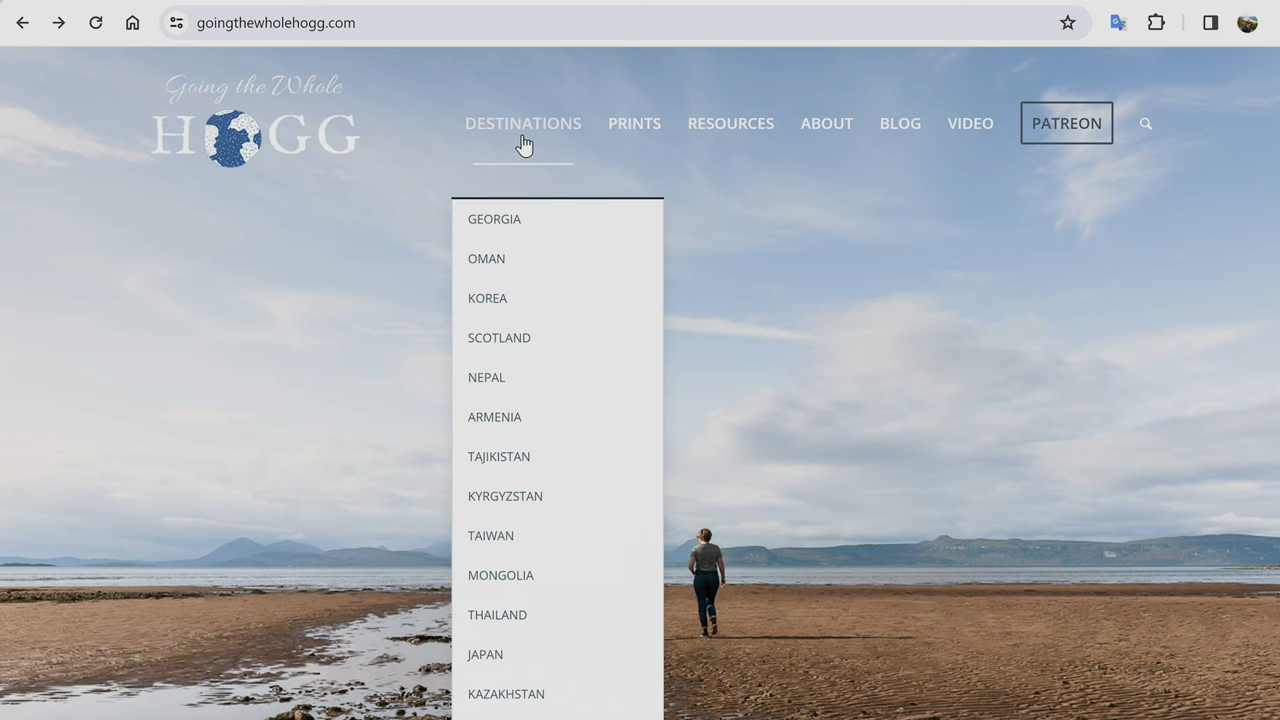 goingthewholehogg.com
Going the Whole
HOGG
DESTINATIONS PRINTS RESOURCES ABOUT BLOG VIDEO PATREON
GEORGIA
OMAN
KOREA
SCOTLAND
NEPAL
ARMENIA
TAJIKISTAN
KYRGYZSTAN
TAIWAN
MONGOLIA
THAILAND
JAPAN
KAZAKHSTAN